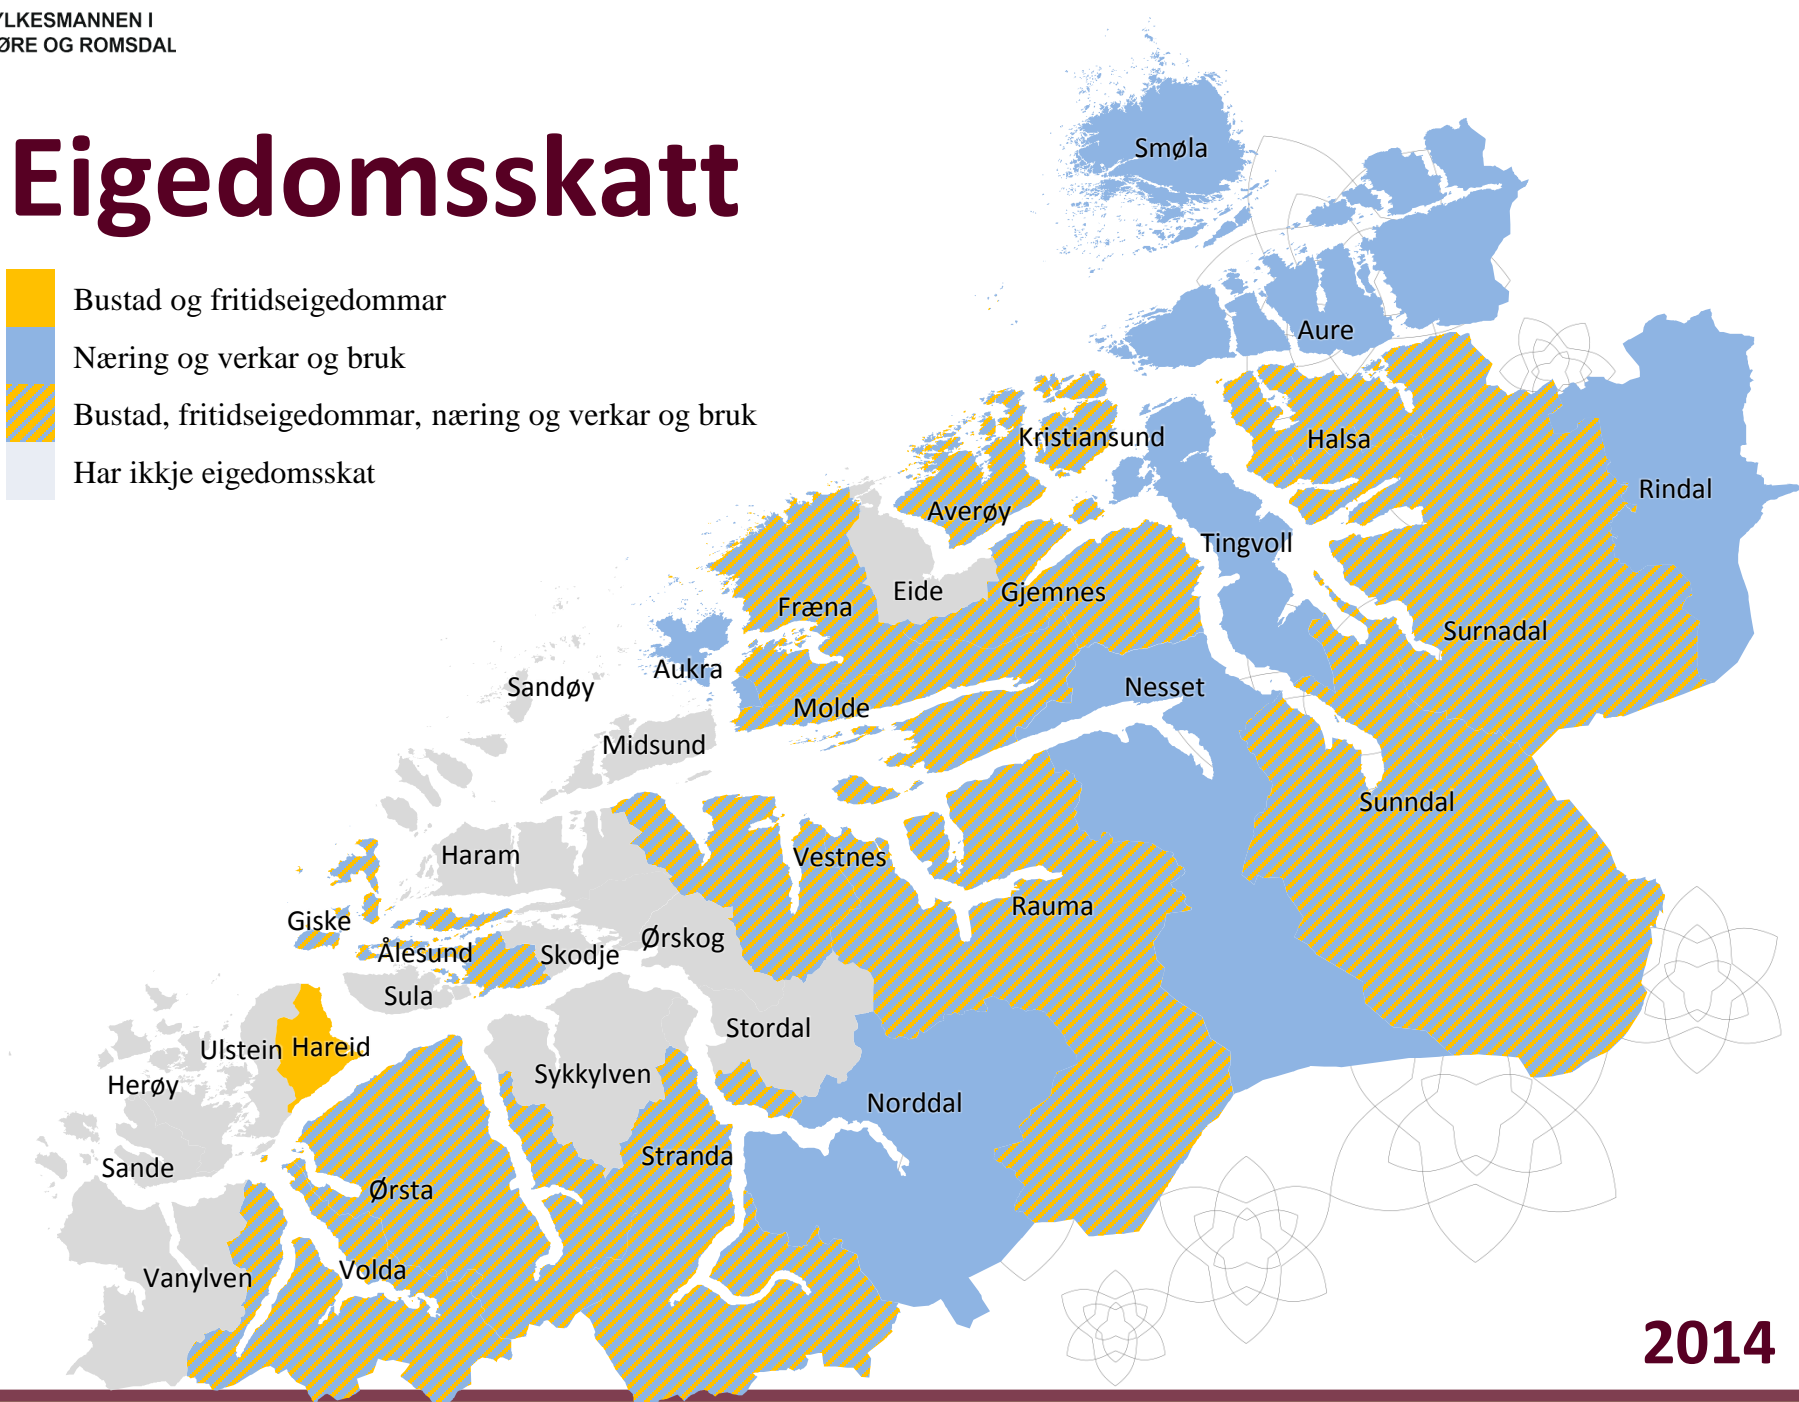 YLKESMANNEN I
ØRE OG ROMSDAL
Eigedomsskatt
Bustad og fritidseigedommar
Næring og verkar og bruk
Bustad, fritidseigedommar, næring og verkar og bruk
Har ikkje eigedomsskat
Smøla
Aure
Kristiansund
Halsa
Rindal
Averøy
Tingvoll
Eide
Gjemnes
Fræna
Surnadal
Aukra
Sandøy
Nesset
Molde
Midsund
Sunndal
Haram
Vestnes
Rauma
Giske
Ørskog
Ålesund
Skodje
Sula
Stordal
Ulstein
Hareid
Sykkylven
Herøy
Norddal
Stranda
Sande
Ørsta
Volda
Vanylven
2014